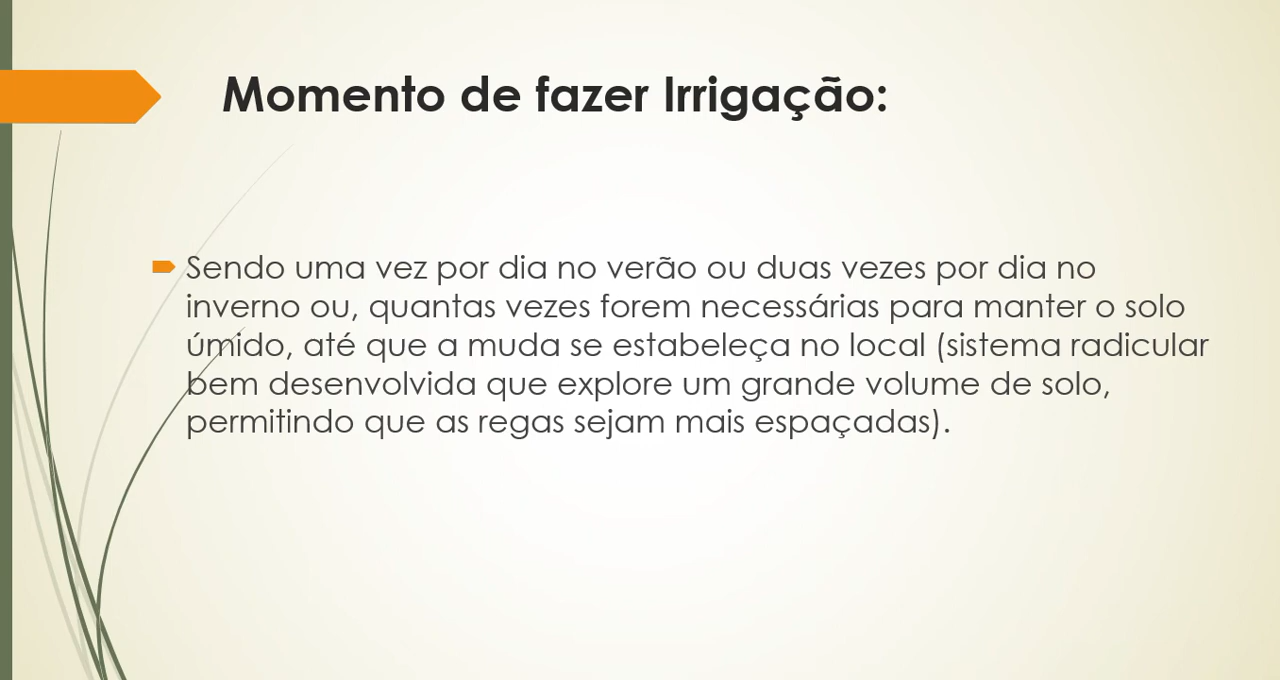 Momento de fazer Irrigação:
Sendo uma vez por dia no verão ou duas vezes por dia no
inverno ou, quantas vezes forem necessárias para manter o solo
úmido, até que a muda se estabeleça no local (sistema radicular
bem desenvolvida que explore um grande volume de solo,
permitindo que as regas sejam mais espaçadas).